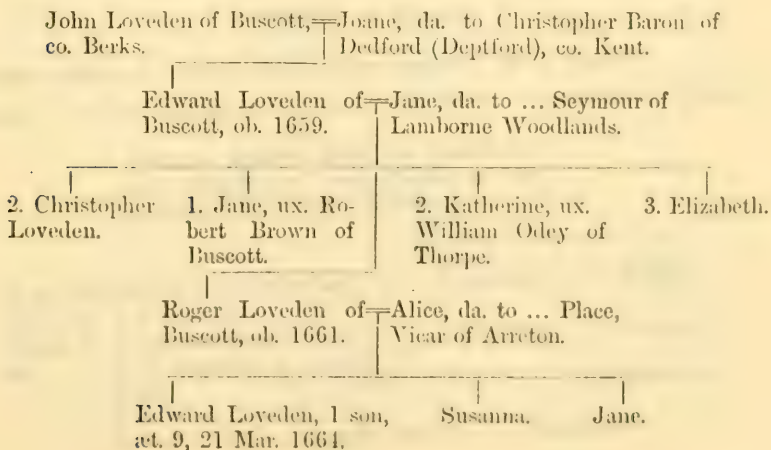 John Loveden of Buscott, Joane, da. to Christopher Baron of
co. Berks. Dedford (Deptford), co. Kent.
Edward Loveden of Jane, da. to ... Seymour of
Buscott, ob. 1659. Lamborne Woodlands.
2. Christopher 1. Jane, ux. Ro- 2. Katherine, ux. 3. Elizabeth.
Loveden. bert Brown of William Odey of
Buscott. Thorpe.
Roger Loveden of Alice, da. to ... Place,
Buscott, ob. 1661. Vicar of Arreton.
Edward Loveden, 1 son, Susanna. Jane.
æt. 9, 21 Mar. 1664.